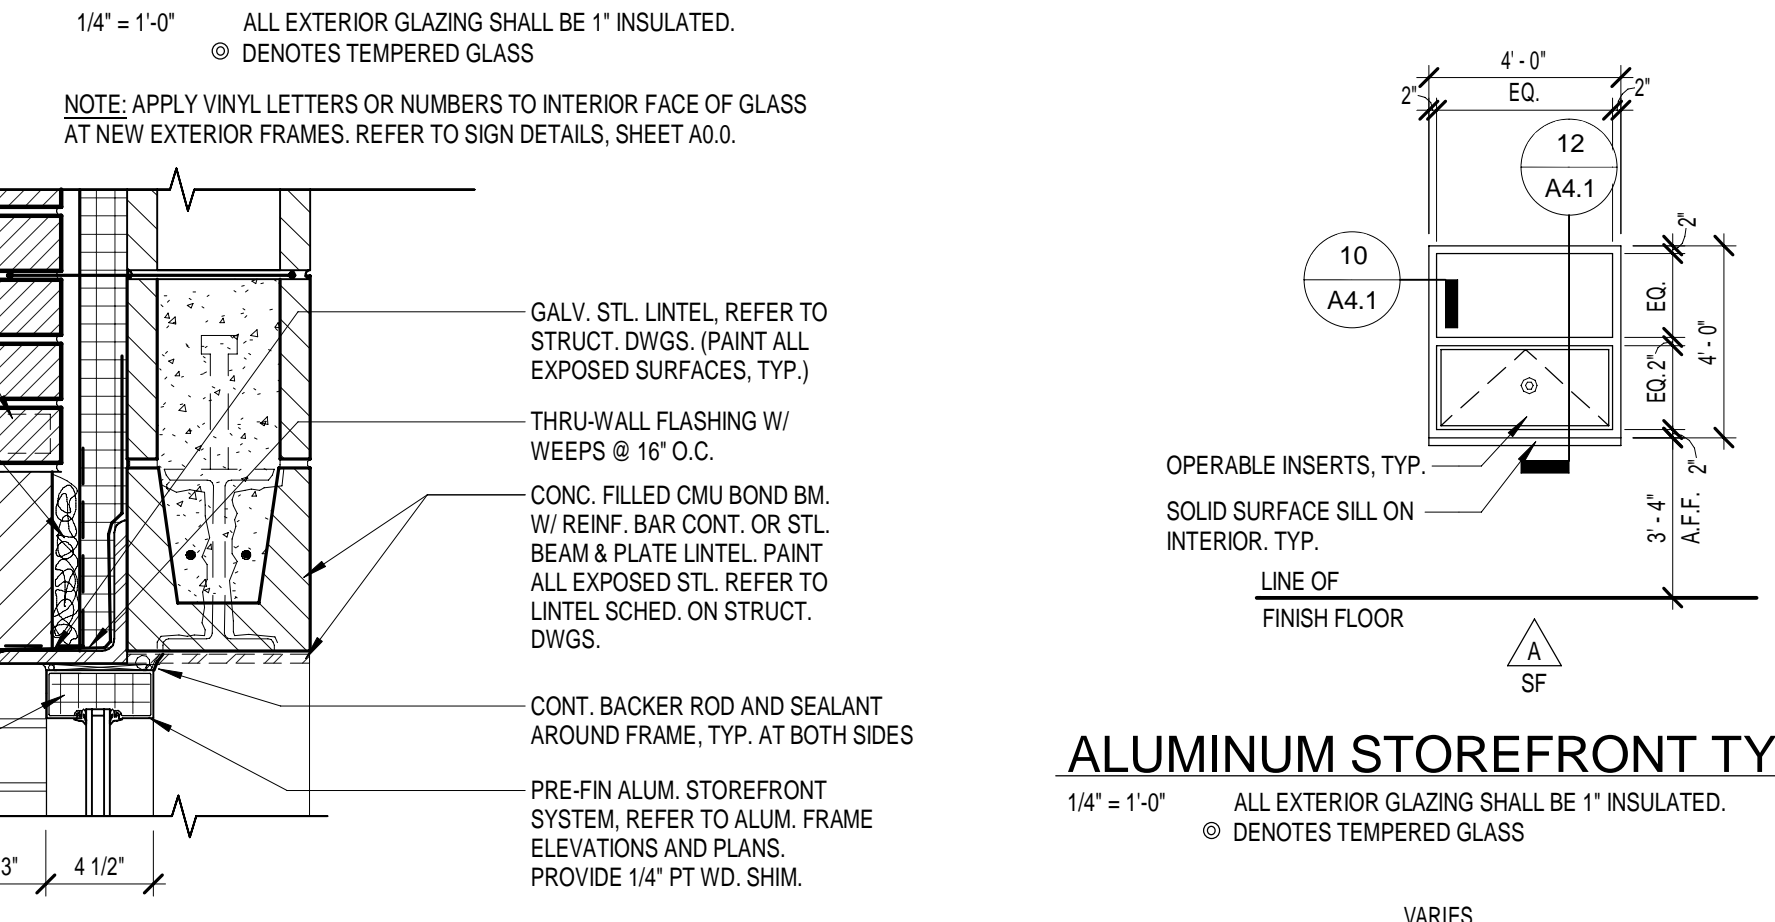 1/4" = 1'-0" ALL EXTERIOR GLAZING SHALL BE 1" INSULATED.
DENOTES TEMPERED GLASS
NOTE: APPLY VINYL LETTERS OR NUMBERS TO INTERIOR FACE OF GLASS
AT NEW EXTERIOR FRAMES. REFER TO SIGN DETAILS, SHEET A0.0.
GALV. STL. LINTEL, REFER TO
STRUCT. DWGS. (PAINT ALL
EXPOSED SURFACES, TYP.)
THRU-WALL FLASHING W/
WEEPS @ 16" O.C.
CONC. FILLED CMU BOND BM.
W/ REINF. BAR CONT. OR STL.
BEAM & PLATE LINTEL. PAINT
ALL EXPOSED STL. REFER TO
LINTEL SCHED. ON STRUCT.
DWGS.
CONT. BACKER ROD AND SEALANT
AROUND FRAME, TYP. AT BOTH SIDES
PRE-FIN ALUM. STOREFRONT
SYSTEM, REFER TO ALUM. FRAME
ELEVATIONS AND PLANS.
PROVIDE 1/4" PT WD. SHIM.
3" 4 1/2"
4' - 0"
2" EQ. 2"
12
A4.1
10
A4.1
2"
EQ.
2"
EQ.
2"
4' - 0"
3' - 4"
A.F.F.
OPERABLE INSERTS, TYP.
SOLID SURFACE SILL ON
INTERIOR. TYP.
LINE OF
FINISH FLOOR
A
SF
ALUMINUM STOREFRONT TY
1/4" = 1'-0" ALL EXTERIOR GLAZING SHALL BE 1" INSULATED.
DENOTES TEMPERED GLASS
VARIES